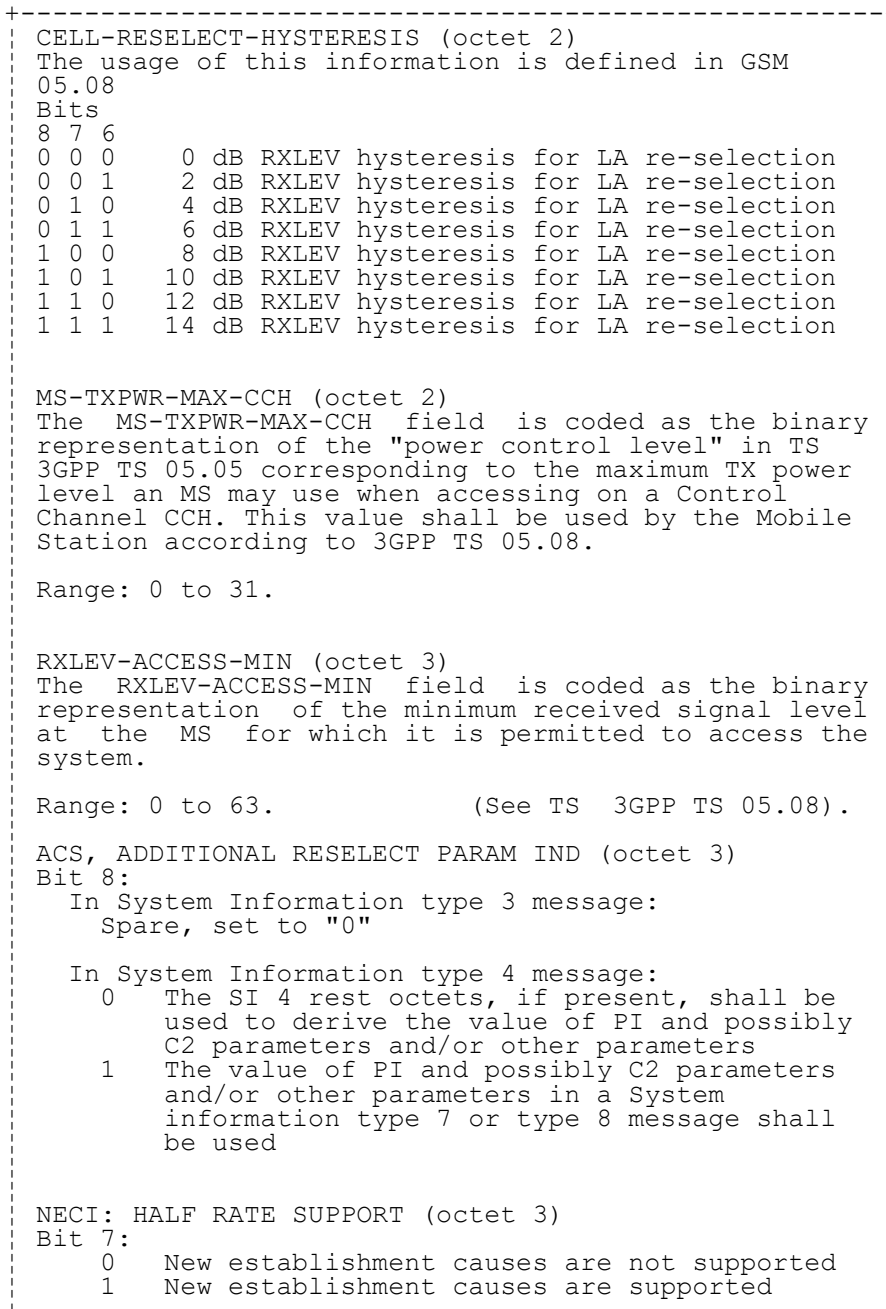 CELL-RESELECT-HYSTERESIS (octet 2)
The usage of this information is defined in GSM
05.08
Bits
8 7 6
0 0 0     0 dB RXLEV hysteresis for LA re-selection
0 0 1     2 dB RXLEV hysteresis for LA re-selection
0 1 0     4 dB RXLEV hysteresis for LA re-selection
0 1 1     6 dB RXLEV hysteresis for LA re-selection
1 0 0     8 dB RXLEV hysteresis for LA re-selection
1 0 1    10 dB RXLEV hysteresis for LA re-selection
1 1 0    12 dB RXLEV hysteresis for LA re-selection
1 1 1    14 dB RXLEV hysteresis for LA re-selection
MS-TXPWR-MAX-CCH (octet 2)
The  MS-TXPWR-MAX-CCH  field  is coded as the binary
representation of the "power control level" in TS
3GPP TS 05.05 corresponding to the maximum TX power
level an MS may use when accessing on a Control
Channel CCH. This value shall be used by the Mobile
Station according to 3GPP TS 05.08.
Range: 0 to 31.
RXLEV-ACCESS-MIN (octet 3)
The  RXLEV-ACCESS-MIN  field  is coded as the binary
representation  of the minimum received signal level
at  the  MS  for which it is permitted to access the
system.
Range: 0 to 63.            (See TS  3GPP TS 05.08).
ACS, ADDITIONAL RESELECT PARAM IND (octet 3)
Bit 8:
In System Information type 3 message:
Spare, set to "0"
In System Information type 4 message:
0   The SI 4 rest octets, if present, shall be
used to derive the value of PI and possibly
C2 parameters and/or other parameters
1   The value of PI and possibly C2 parameters
and/or other parameters in a System
information type 7 or type 8 message shall
be used
NECI: HALF RATE SUPPORT (octet 3)
Bit 7:
0   New establishment causes are not supported
1   New establishment causes are supported